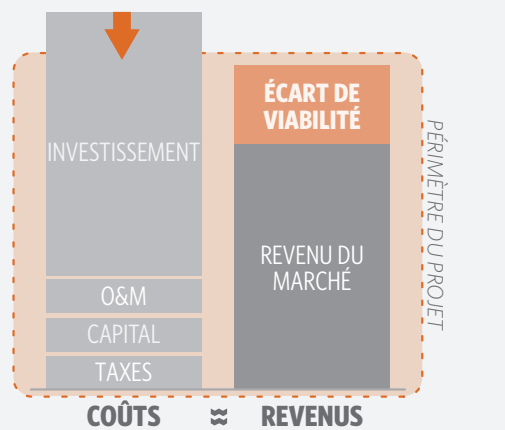 ÉCART DE
VIABILITÉ
INVESTISSEMENT
REVENU DU
MARCHÉ
O&M
CAPITAL
TAXES
PÉRIMÈTRE DU PROJET
COÛTS ≈ REVENUS